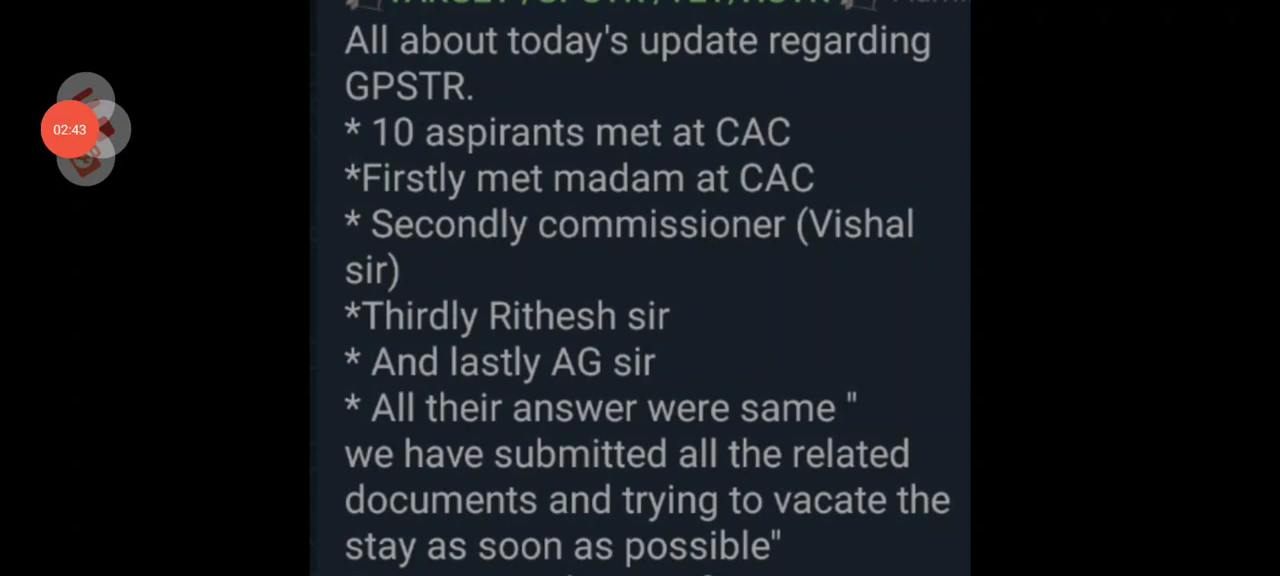 All about today's update regarding
GPSTR.
* 10 aspirants met at CAC
*Firstly met madam at CAC
* Secondly commissioner (Vishal
sir)
*Thirdly Rithesh sir
* And lastly AG sir
* All their answer were same "
we have submitted all the related
documents and trying to vacate the
stay as soon as possible"
02:43